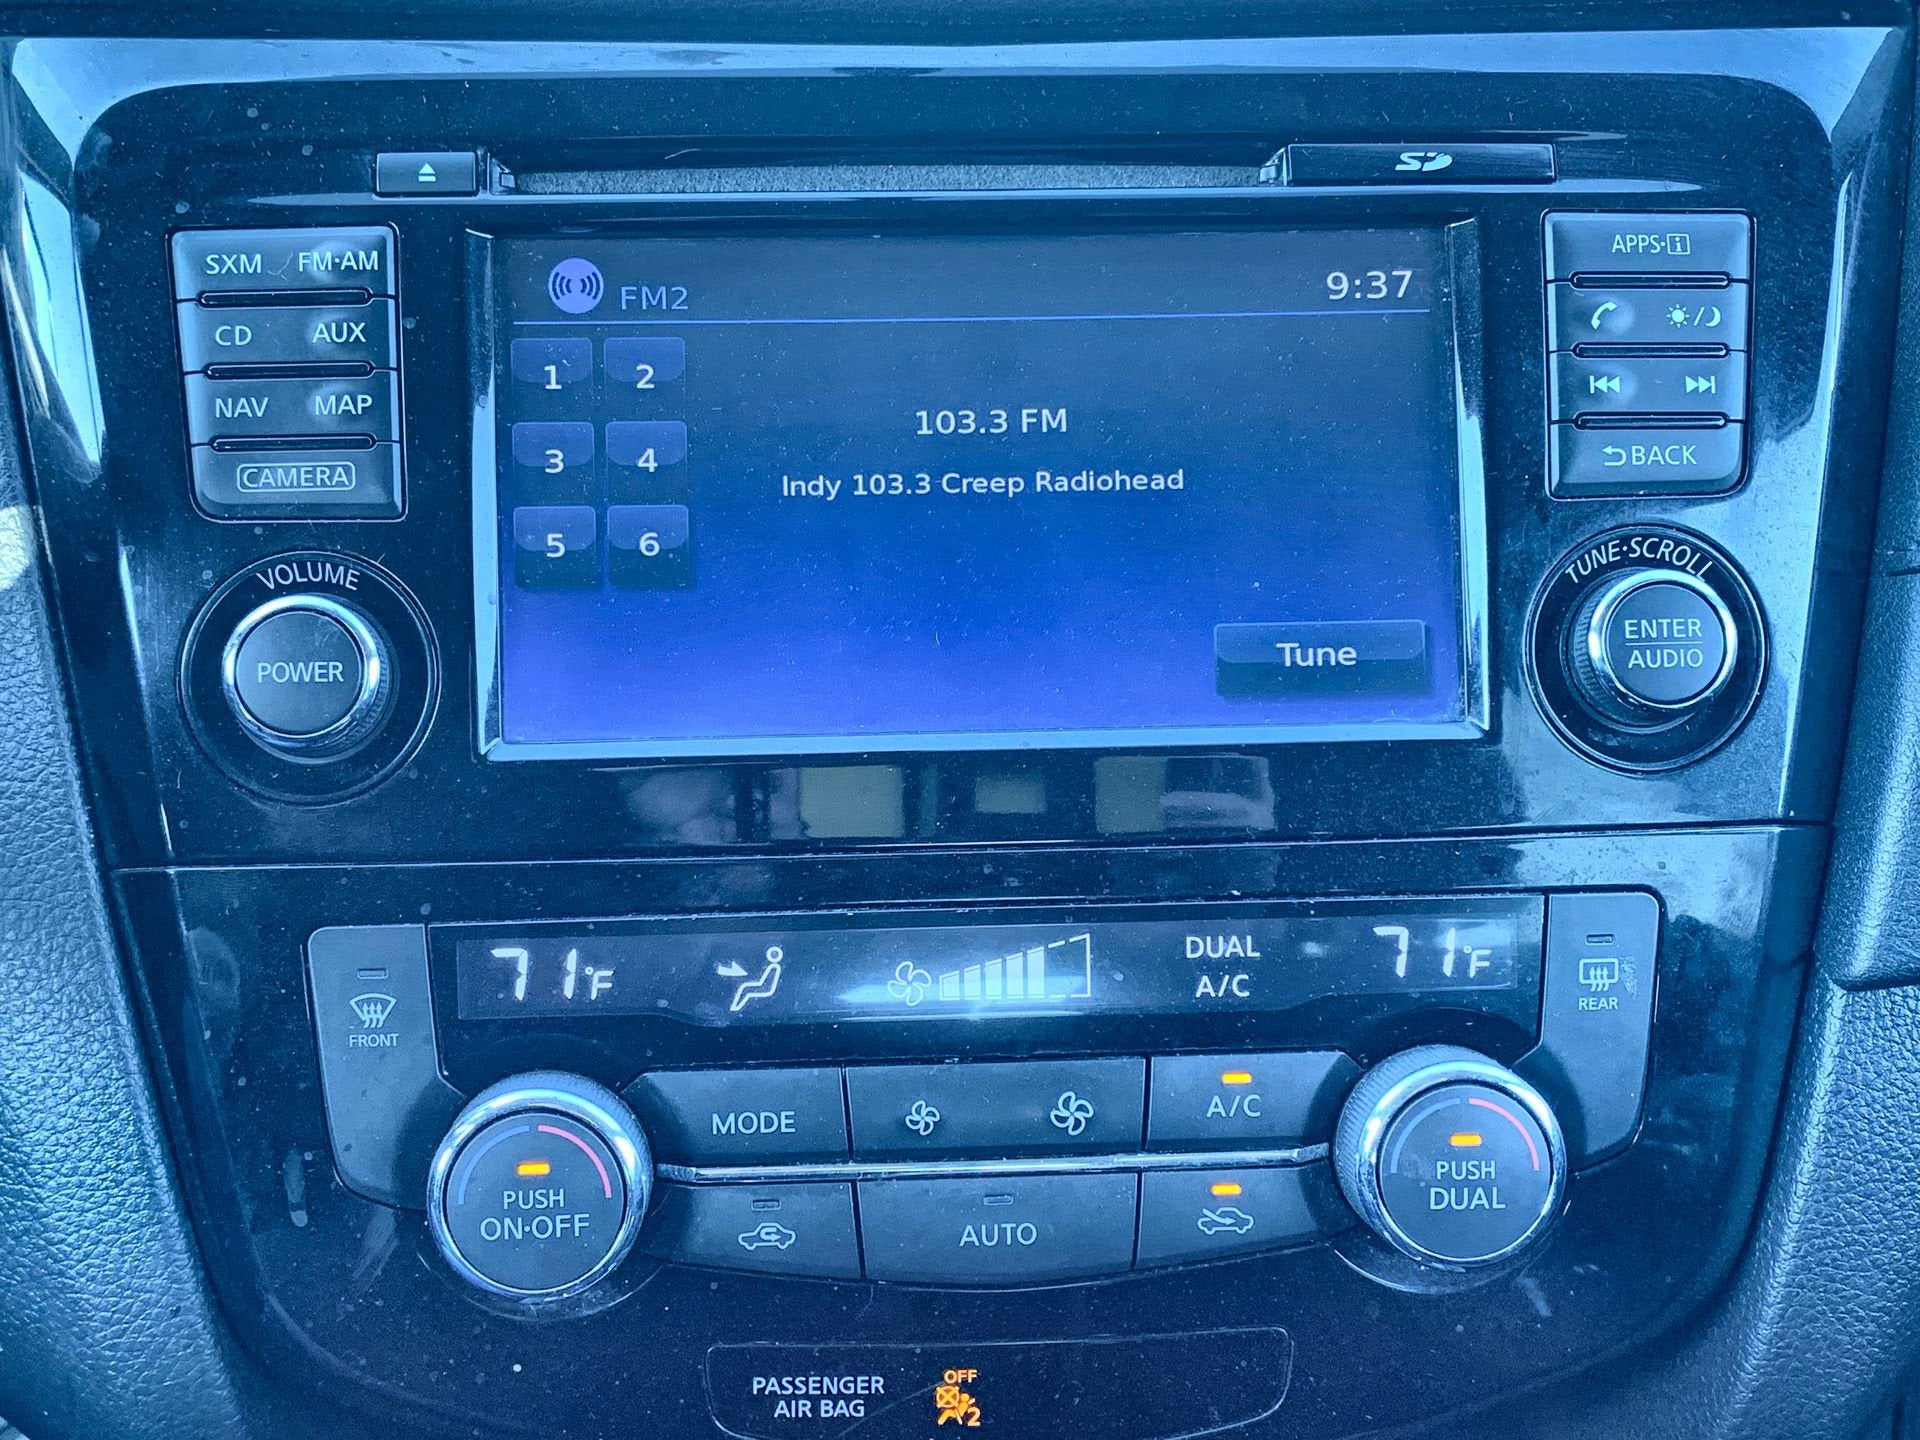 SD
SXM FM·AM
CD AUX
NAV MAP
CAMERA
VOLUME
POWER
FM2
9:37
1 2
3 4
5 6
103.3 FM
Indy 103.3 Creep Radiohead
Tune
APPS·i
BACK
TUNE·SCROLL
ENTER
AUDIO
FRONT
71°F
DUAL
A/C
71°F
REAR
MODE
A/C
PUSH
ON·OFF
AUTO
PUSH
DUAL
PASSENGER
AIR BAG
OFF
2